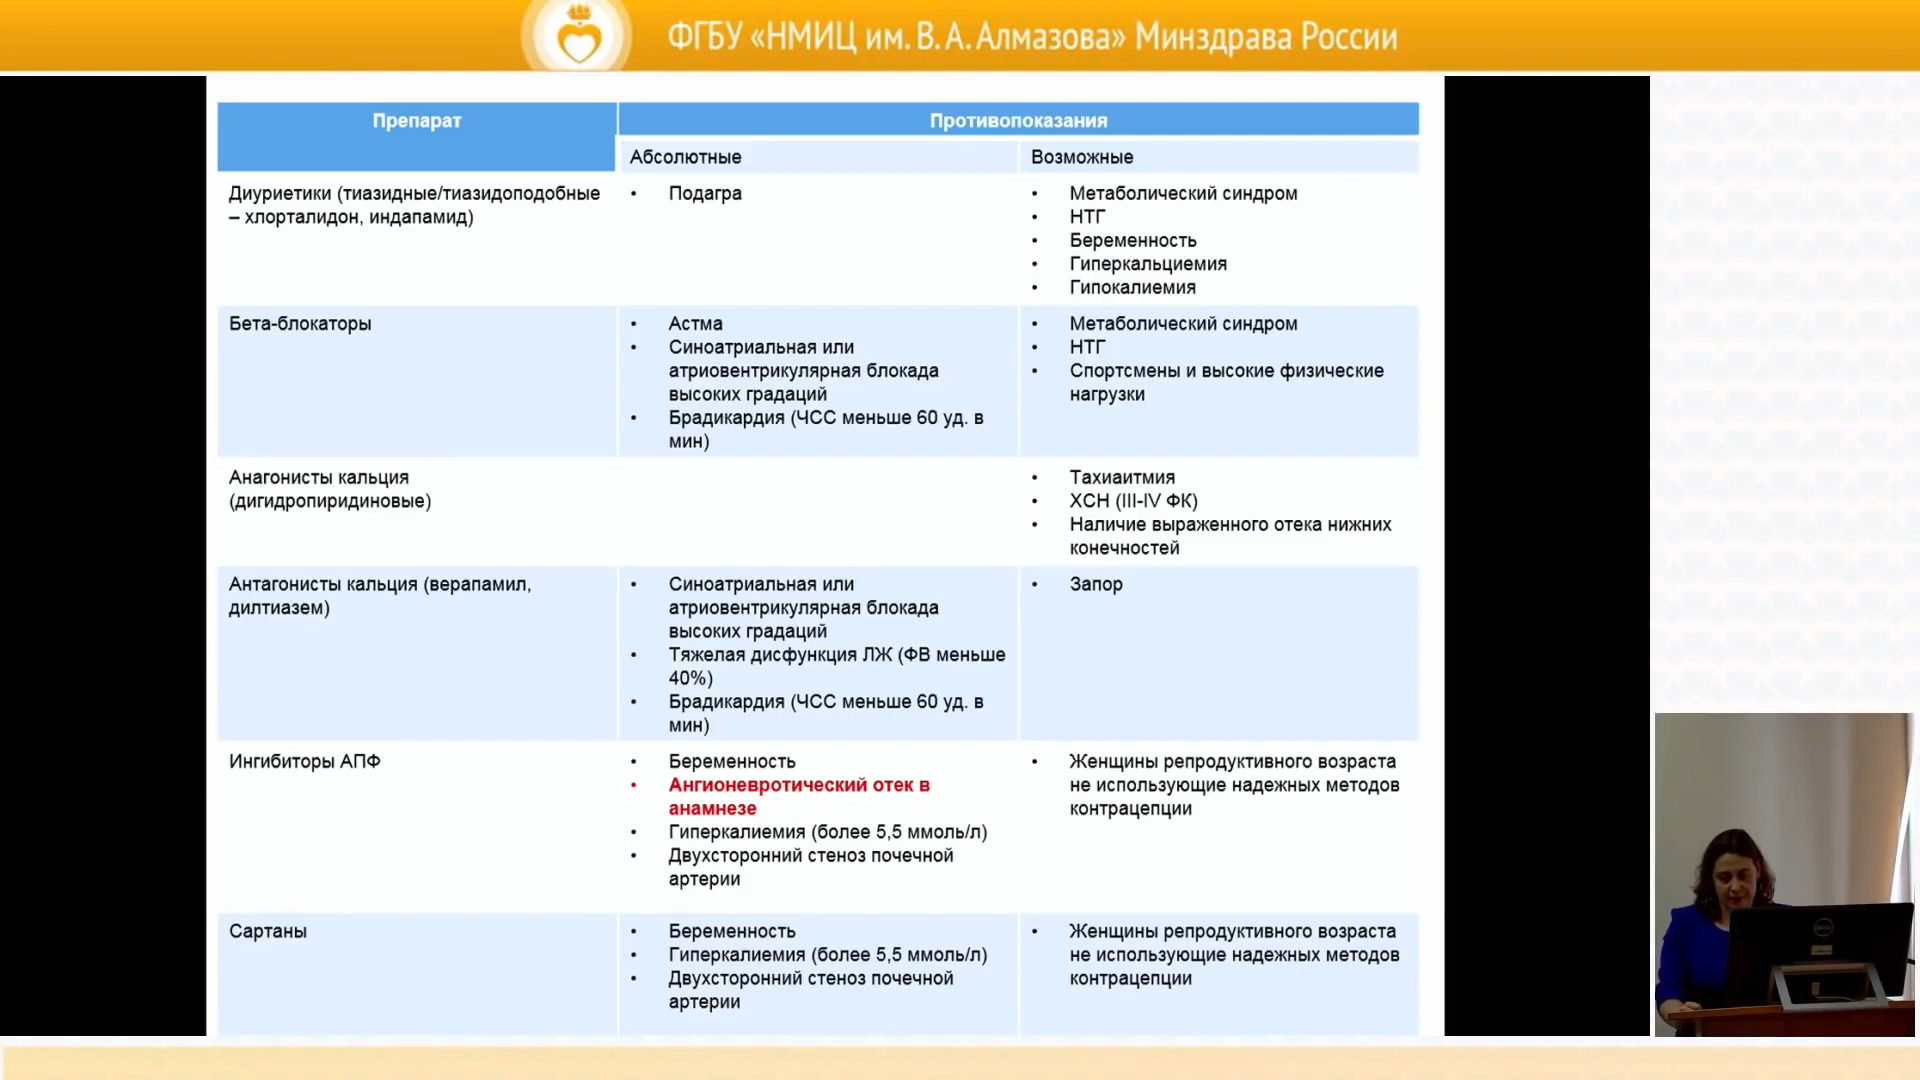 ФГБУ «НМИЦ им. В. А. Алмазова» Минздрава России
Препарат
Противопоказания
Абсолютные
Возможные
Диуриетики (тиазидные/тиазидоподобные
– хлорталидон, индапамид)
• Подагра
• Метаболический синдром
• НТГ
• Беременность
• Гиперкальциемия
• Гипокалиемия
Бета-блокаторы
• Астма
• Синоатриальная или
атриовентрикулярная блокада
высоких градаций
• Брадикардия (ЧСС меньше 60 уд. в
мин)
• Метаболический синдром
• НТГ
• Спортсмены и высокие физические
нагрузки
Анагонисты кальция
(дигидропиридиновые)
• Тахиаитмия
• ХСН (III-IV ФК)
• Наличие выраженного отека нижних
конечностей
Антагонисты кальция (верапамил,
дилтиазем)
• Синоатриальная или
атриовентрикулярная блокада
высоких градаций
• Тяжелая дисфункция ЛЖ (ФВ меньше
40%)
• Брадикардия (ЧСС меньше 60 уд. в
мин)
• Запор
Ингибиторы АПФ
• Беременность
• Ангионевротический отек в
анамнезе
• Гиперкалиемия (более 5,5 ммоль/л)
• Двухсторонний стеноз почечной
артерии
• Женщины репродуктивного возраста
не использующие надежных методов
контрацепции
Сартаны
• Беременность
• Гиперкалиемия (более 5,5 ммоль/л)
• Двухсторонний стеноз почечной
артерии
• Женщины репродуктивного возраста
не использующие надежных методов
контрацепции
DELL